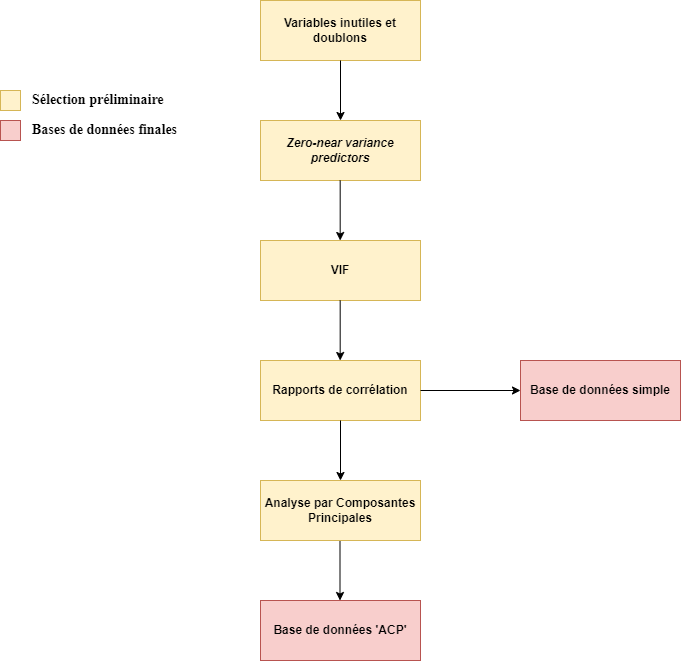 Variables inutiles et
doublons
Sélection préliminaire
Bases de données finales
Zero-near variance
predictors
VIF
Rapports de corrélation
Base de données simple
Analyse par Composantes
Principales
Base de données 'ACP'